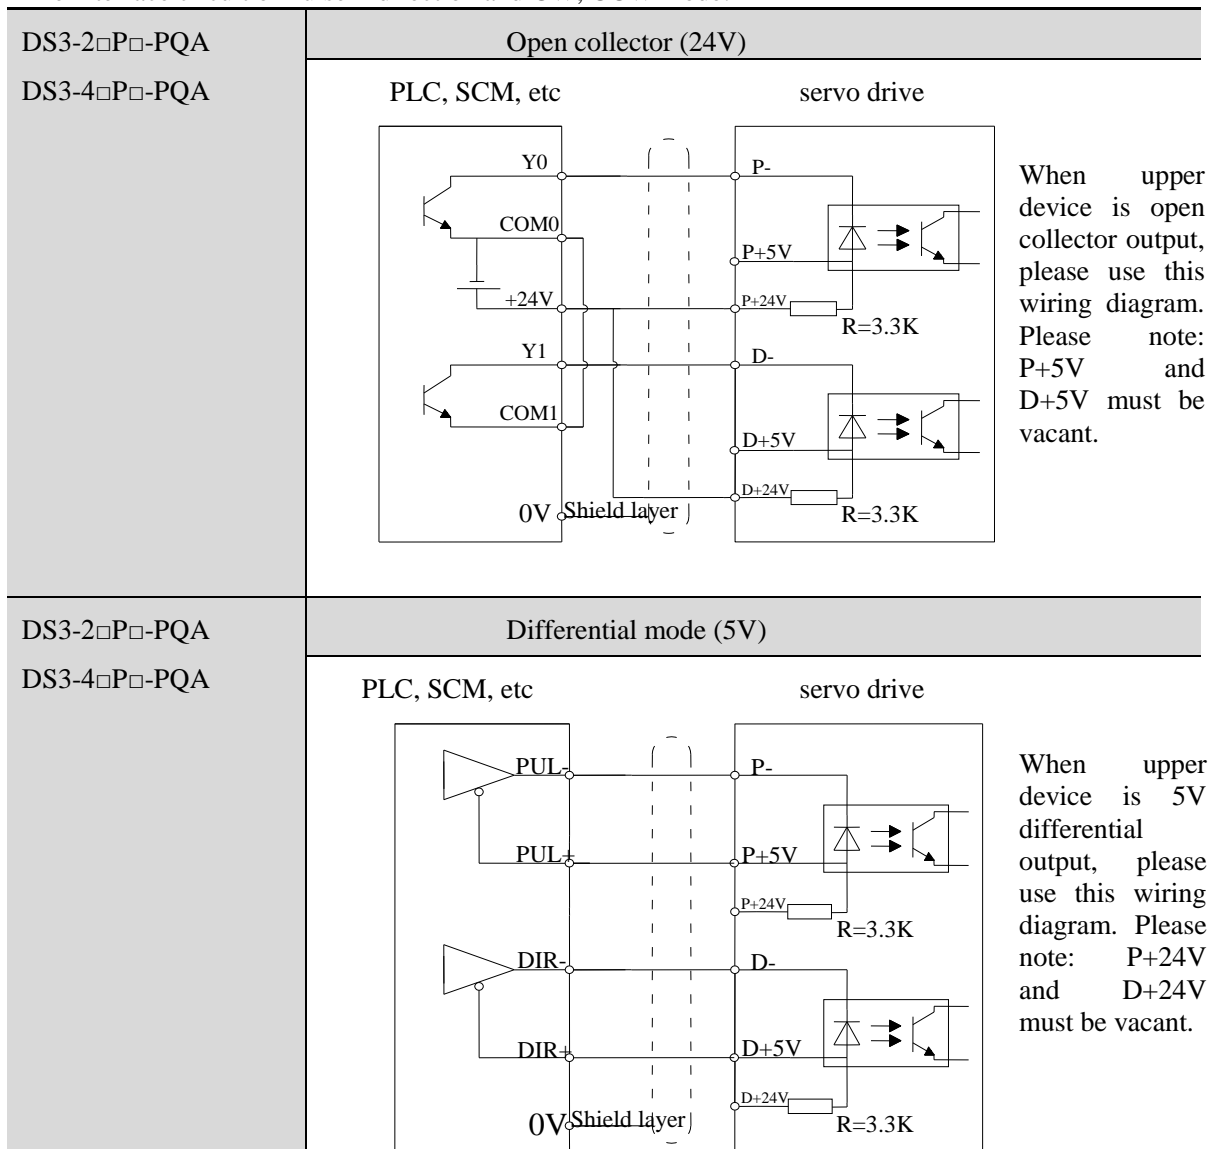 DS3-2□P□-PQA
DS3-4□P□-PQA
Open collector (24V)
PLC, SCM, etc
servo drive
Y0
COM0
+24V
Y1
COM1
0V
Shield layer
P-
P+5V
P+24V
R=3.3K
D-
D+5V
D+24V
R=3.3K
When upper
device is open
collector output,
please use this
wiring diagram.
Please note:
P+5V and
D+5V must be
vacant.
DS3-2□P□-PQA
DS3-4□P□-PQA
Differential mode (5V)
PLC, SCM, etc
servo drive
PUL-
PUL+
DIR-
DIR+
0V
Shield layer
P-
P+5V
P+24V
R=3.3K
D-
D+5V
D+24V
R=3.3K
When upper
device is 5V
differential
output, please
use this wiring
diagram. Please
note: P+24V
and D+24V
must be vacant.